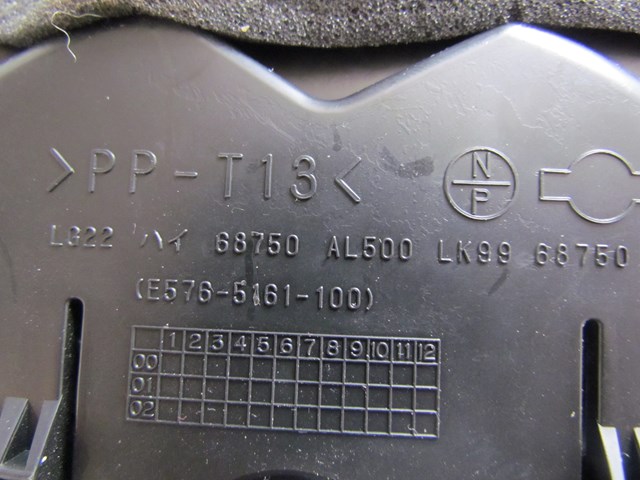 >PP-T13<
N
P
LG22 ハイ 68750 AL500 LK99 68750
(E576-5161-100)
1 2 3 4 5 6 7 8 9 10 11 12
00
01
02